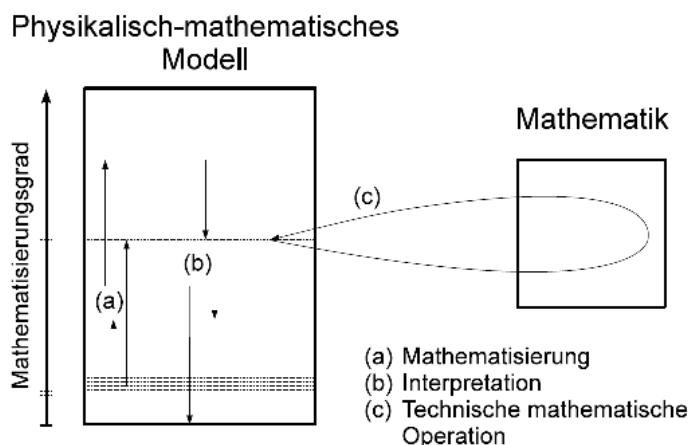 Physikalisch-mathematisches
Modell
Mathematik
Mathematisierungsgrad
(a)
(b)
(c)
(a) Mathematisierung
(b) Interpretation
(c) Technische mathematische
Operation